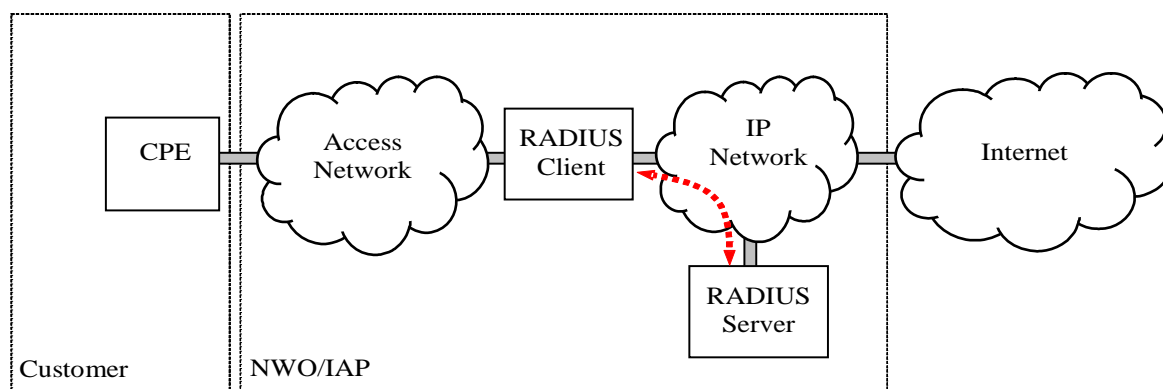 CPE
Access
Network
RADIUS
Client
IP
Network
Internet
RADIUS
Server
Customer
NWO/IAP